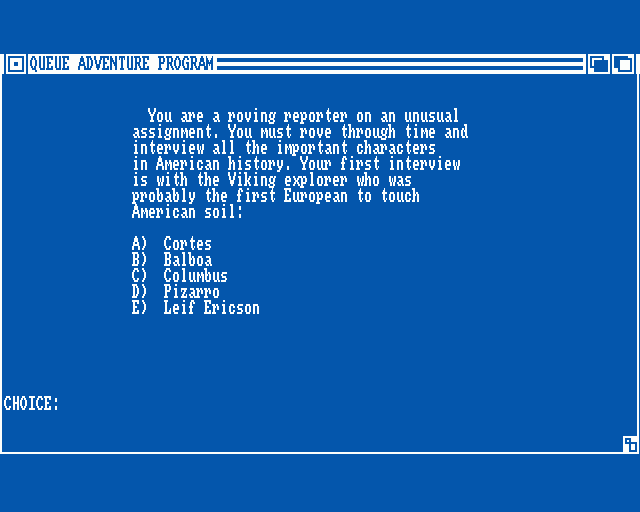 QUEUE ADVENTURE PROGRAM
You are a roving reporter on an unusual
assignment. You must rove through time and
interview all the important characters
in American history. Your first interview
is with the Viking explorer who was
probably the first European to touch
American soil:
A) Cortes
B) Balboa
C) Columbus
D) Pizarro
E) Leif Ericson
CHOICE: